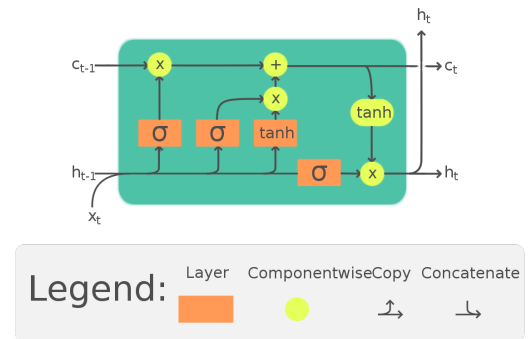 h_t
c_t-1
x
+
c_t
x
tanh
σ
σ
tanh
h_t-1
σ
x
h_t
x_t
Legend:
Layer
Componentwise
Copy
Concatenate